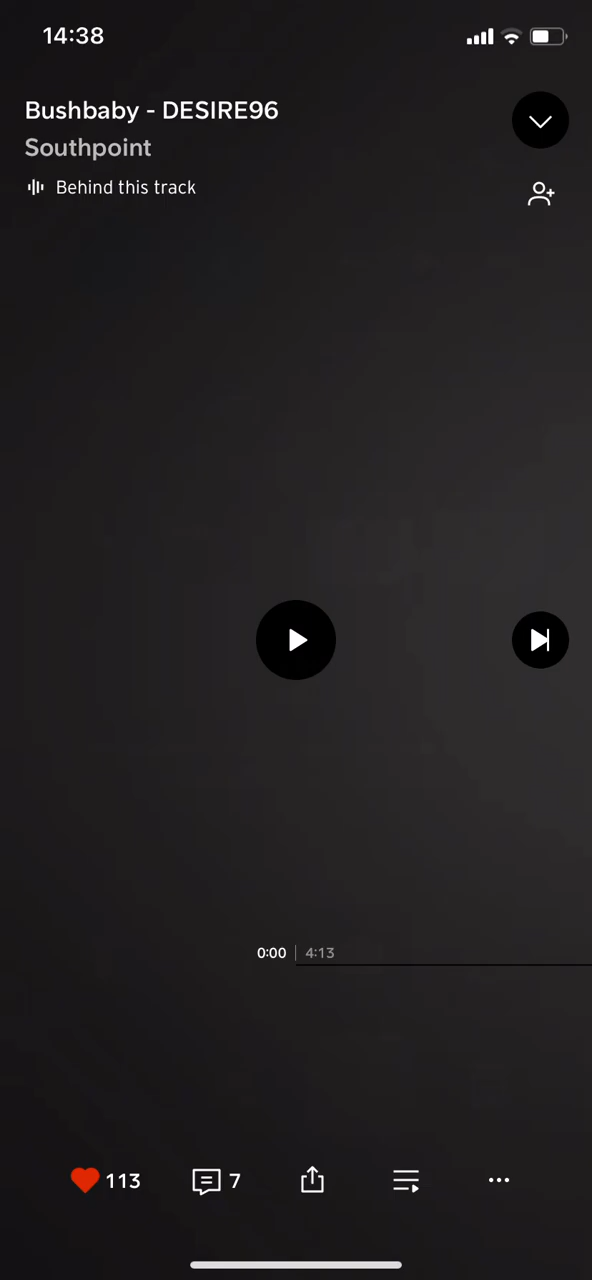 14:38
Bushbaby - DESIRE96
Southpoint
Behind this track
0:00 | 4:13
113 7